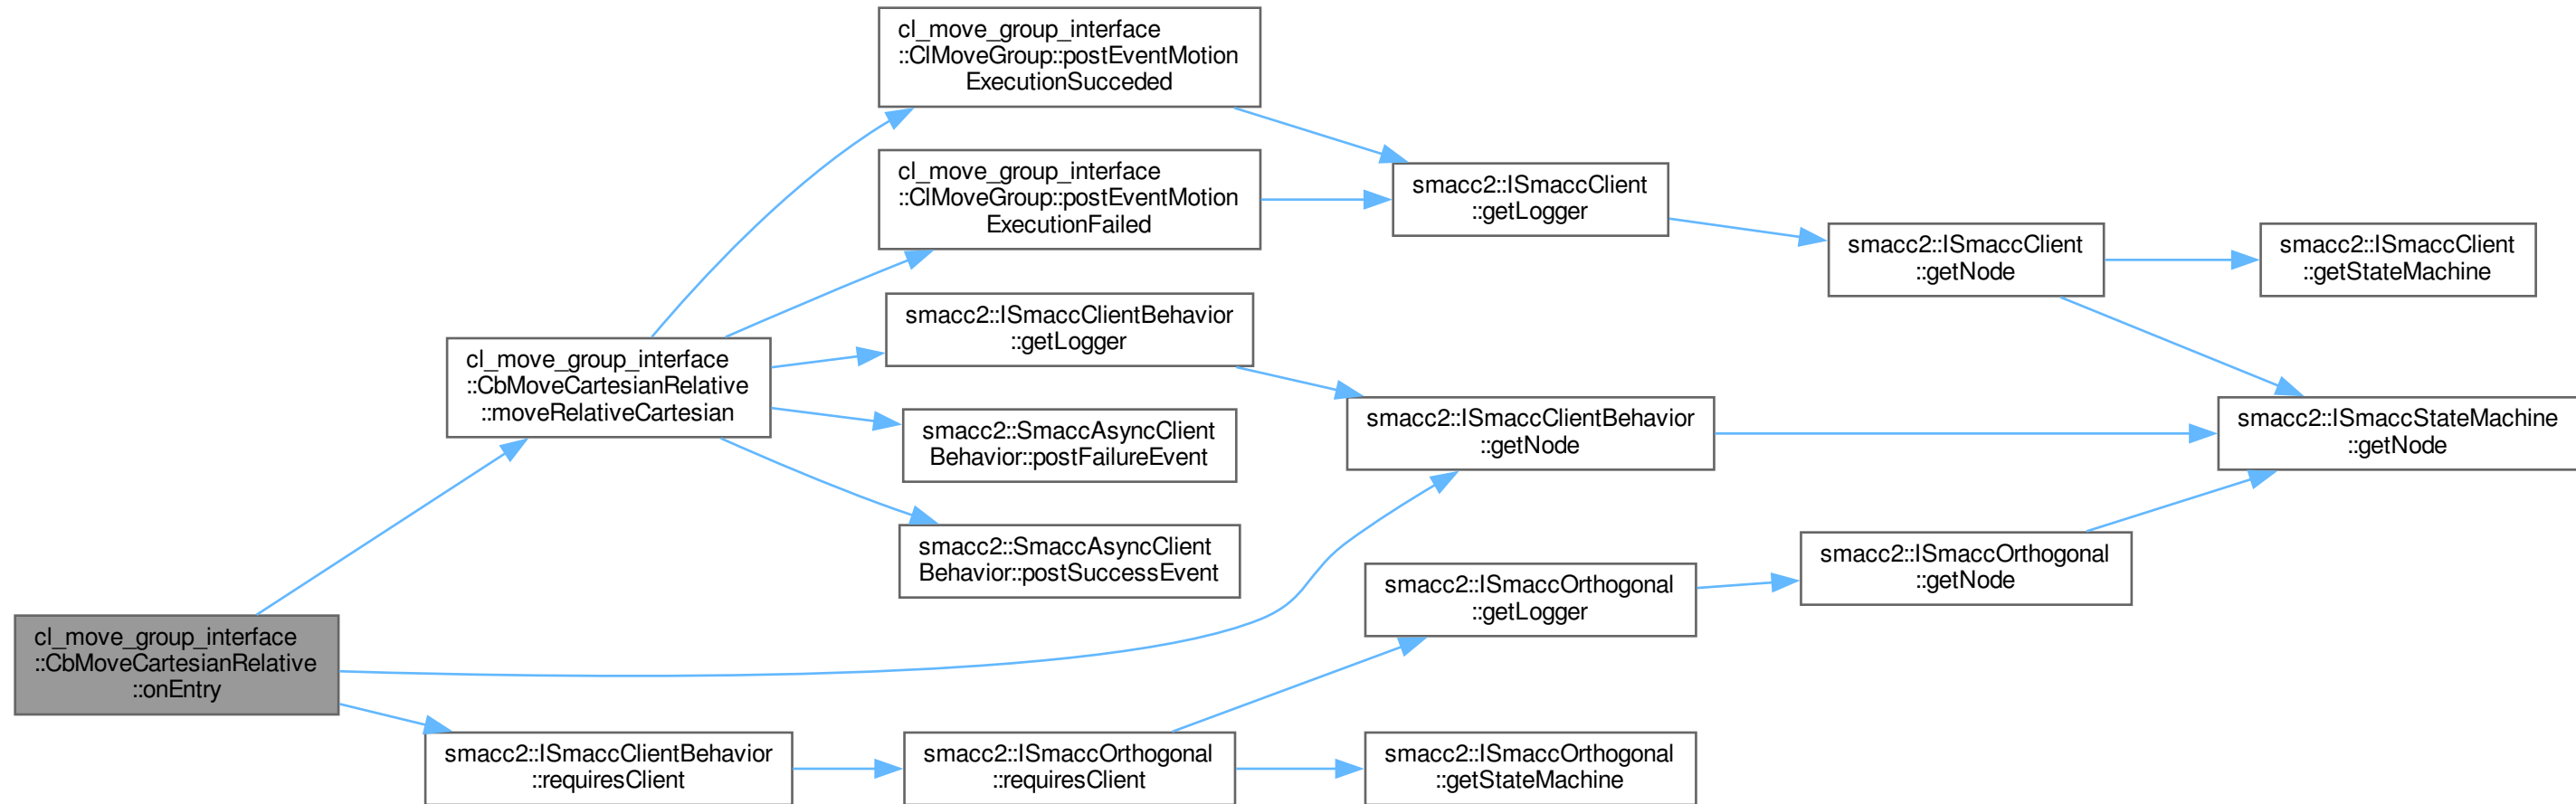 cl_move_group_interface
::ClMoveGroup::postEventMotion
ExecutionSucceded
cl_move_group_interface
::ClMoveGroup::postEventMotion
ExecutionFailed
smacc2::ISmaccClient
::getLogger
smacc2::ISmaccClient
::getNode
smacc2::ISmaccClient
::getStateMachine
smacc2::ISmaccClientBehavior
::getLogger
cl_move_group_interface
::CbMoveCartesianRelative
::moveRelativeCartesian
smacc2::SmaccAsyncClient
Behavior::postFailureEvent
smacc2::ISmaccClientBehavior
::getNode
smacc2::ISmaccStateMachine
::getNode
smacc2::SmaccAsyncClient
Behavior::postSuccessEvent
smacc2::ISmaccOrthogonal
::getLogger
smacc2::ISmaccOrthogonal
::getNode
cl_move_group_interface
::CbMoveCartesianRelative
::onEntry
smacc2::ISmaccClientBehavior
::requiresClient
smacc2::ISmaccOrthogonal
::requiresClient
smacc2::ISmaccOrthogonal
::getStateMachine